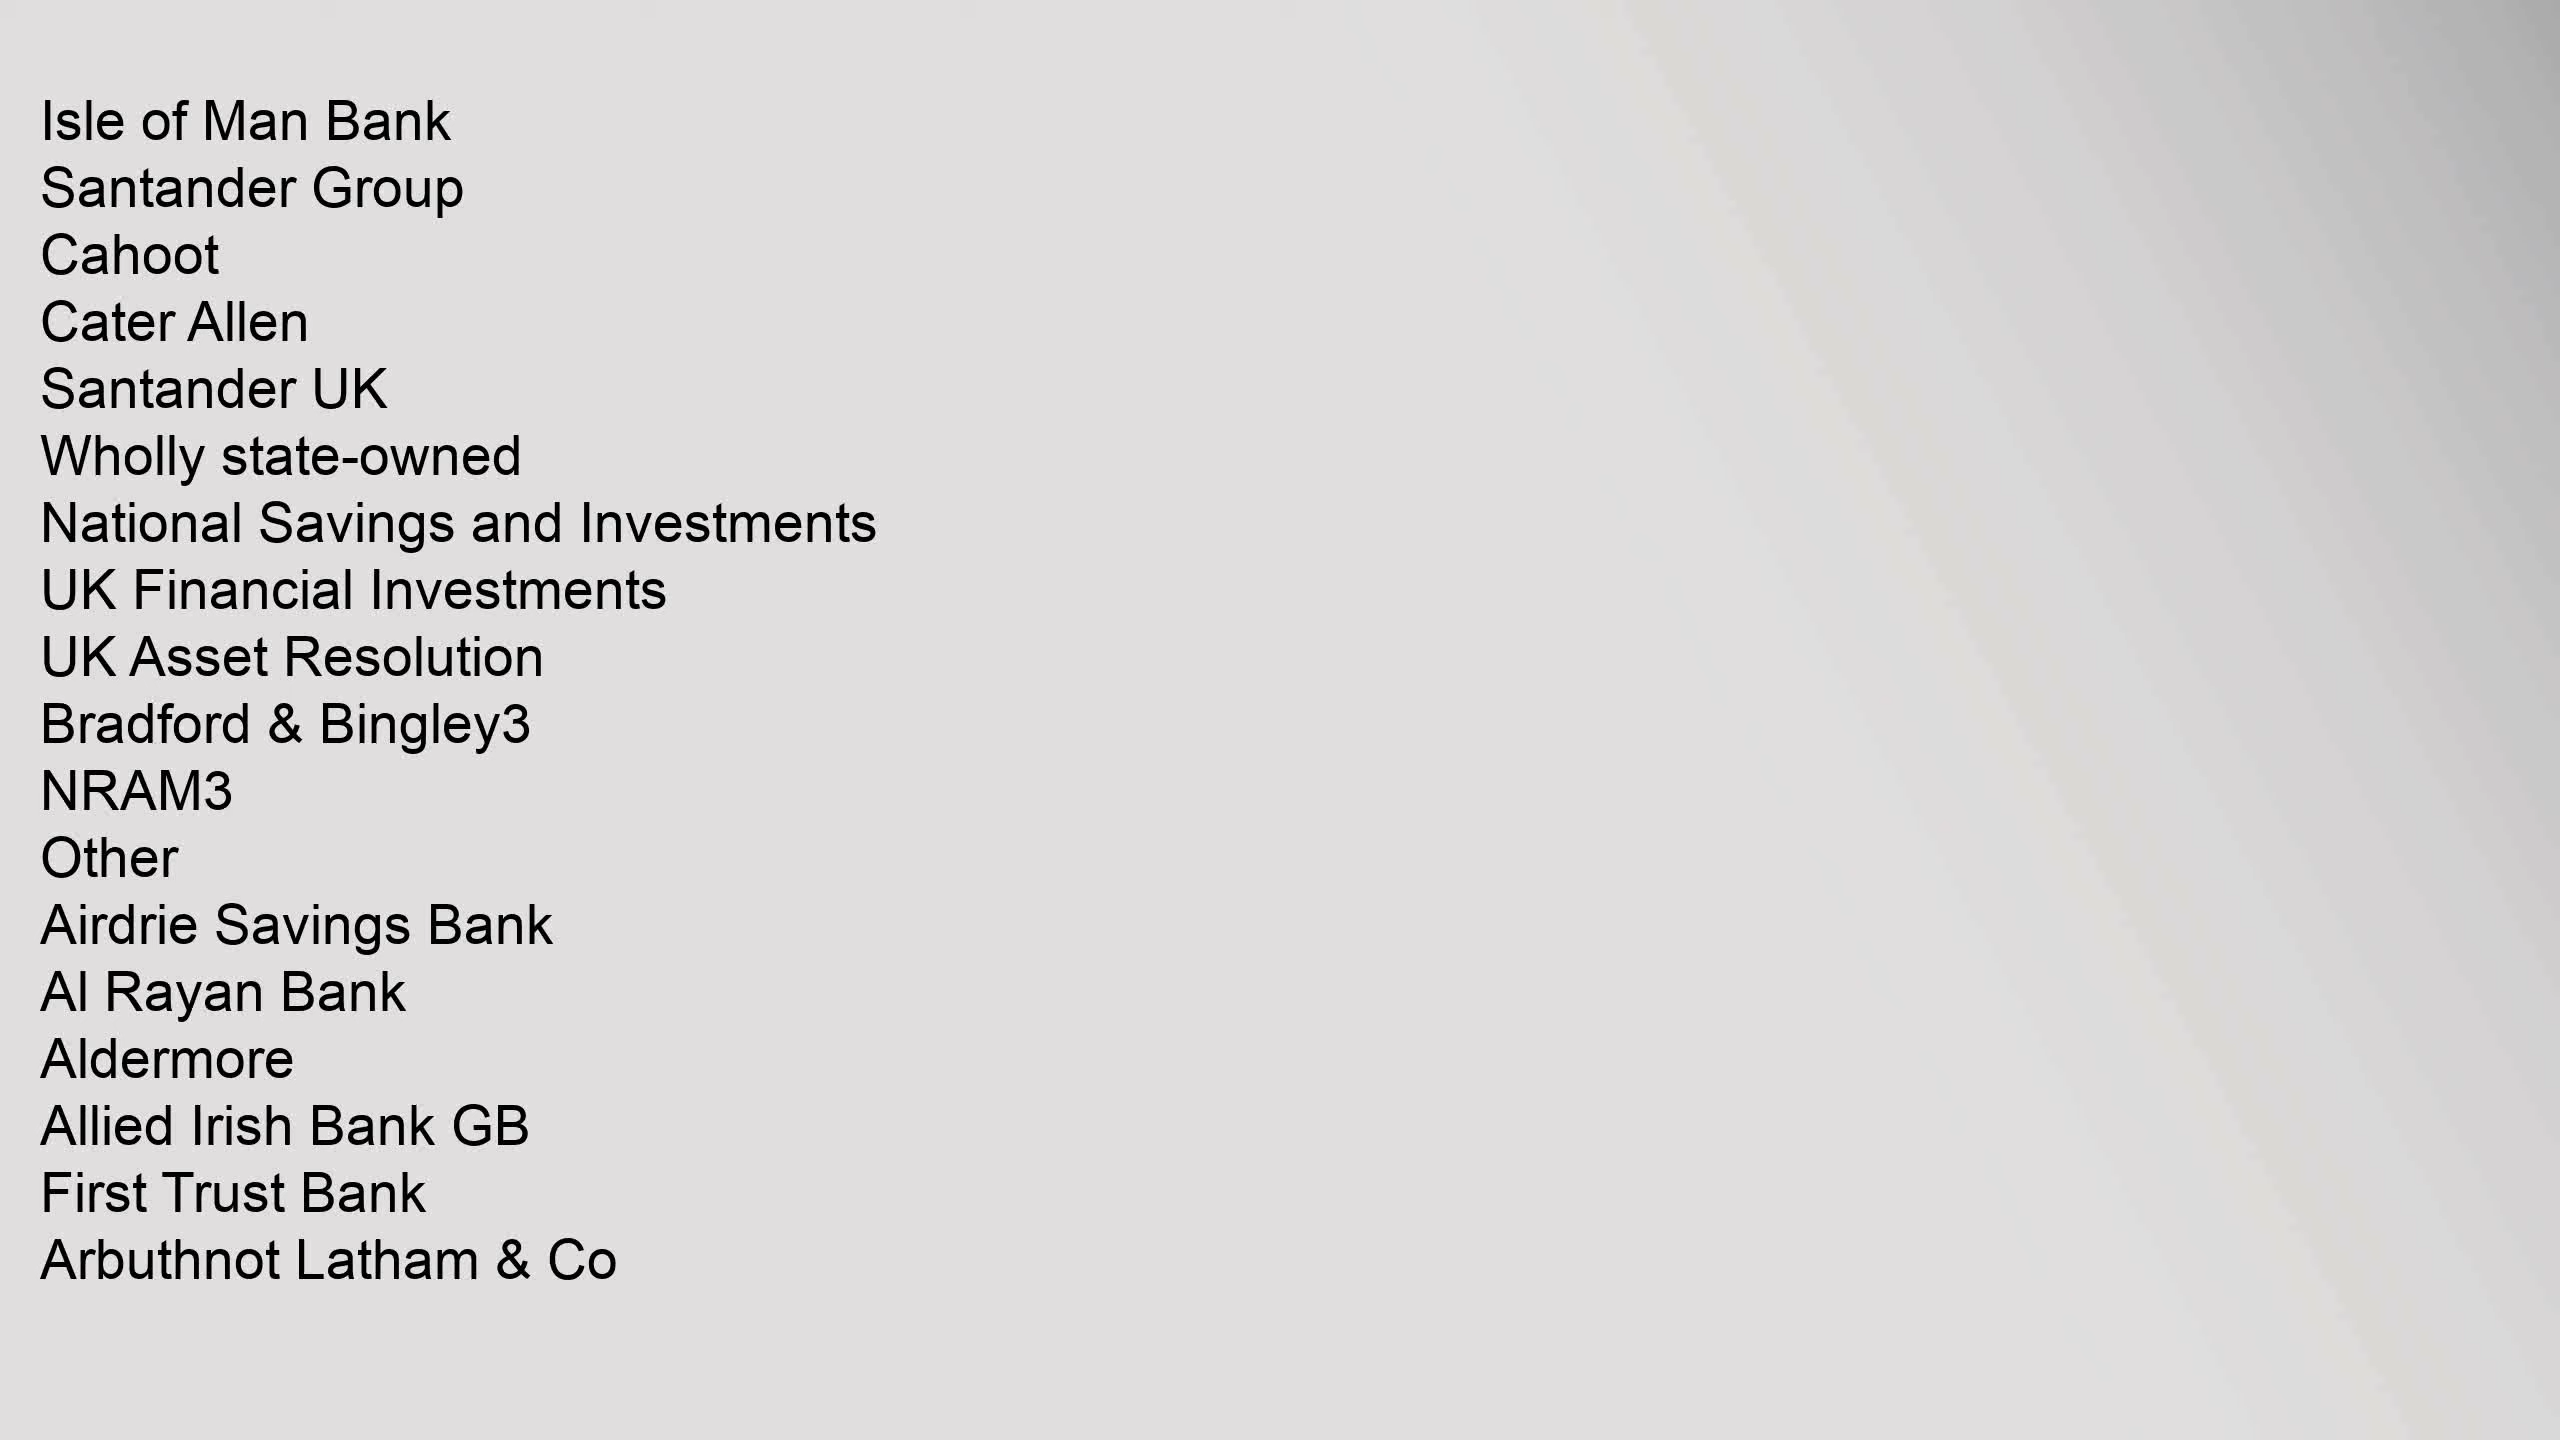 Isle of Man Bank
Santander Group
Cahoot
Cater Allen
Santander UK
Wholly state-owned
National Savings and Investments
UK Financial Investments
UK Asset Resolution
Bradford & Bingley3
NRAM3
Other
Airdrie Savings Bank
Al Rayan Bank
Aldermore
Allied Irish Bank GB
First Trust Bank
Arbuthnot Latham & Co